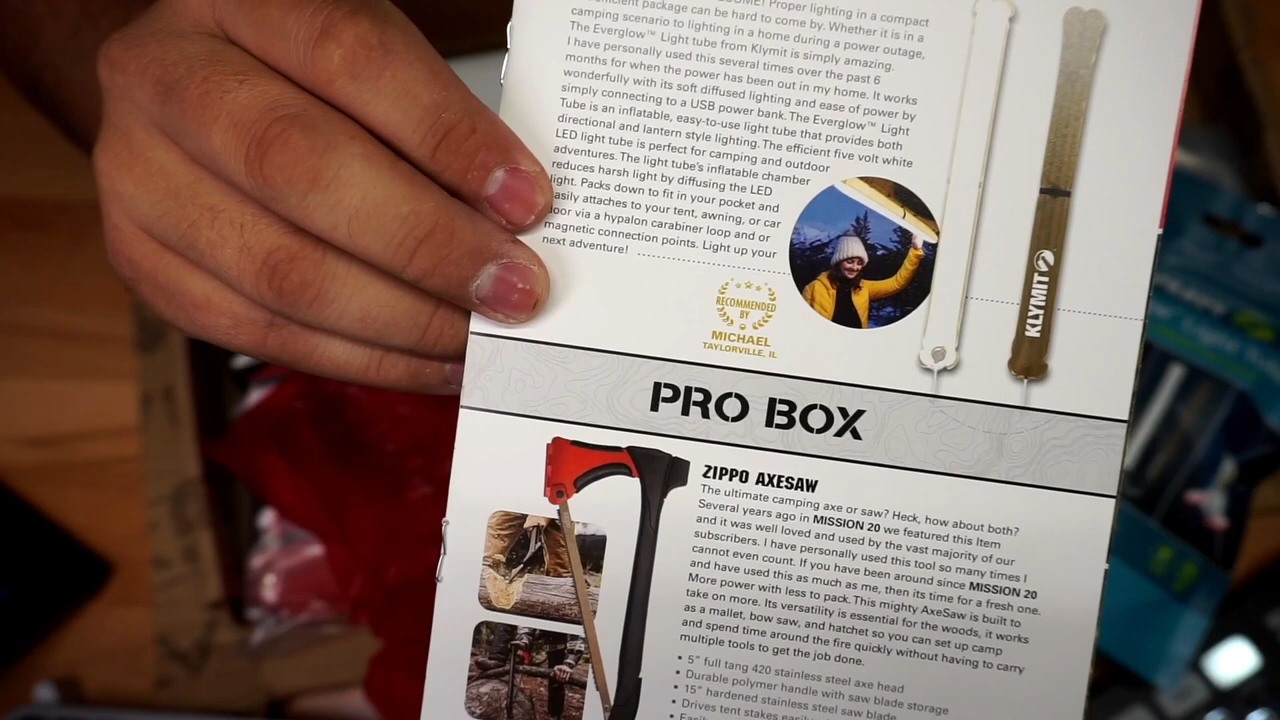 Proper lighting in a compact
package can be hard to come by. Whether it is in a
camping scenario to lighting in a home during a power outage,
The Everglow™ Light tube from Klymit is simply amazing.
I have personally used this several times over the past 6
months for when the power has been out in my home. It works
wonderfully with its soft diffused lighting and ease of power by
simply connecting to a USB power bank. The Everglow™ Light
Tube is an inflatable, easy-to-use light tube that provides both
directional and lantern style lighting. The efficient five volt white
LED light tube is perfect for camping and outdoor
adventures. The light tube's inflatable chamber
reduces harsh light by diffusing the LED
light. Packs down to fit in your pocket and
easily attaches to your tent, awning, or car
door via a hypalon carabiner loop and or
magnetic connection points. Light up your
next adventure!
RECOMMENDED
BY
MICHAEL
TAYLORVILLE, IL
KLYMIT
PRO BOX
ZIPPO AXESAW
The ultimate camping axe or saw? Heck, how about both?
Several years ago in MISSION 20 we featured this Item
and it was well loved and used by the vast majority of our
subscribers. I have personally used this tool so many times I
cannot even count. If you have been around since MISSION 20
and have used this as much as me, then its time for a fresh one.
More power with less to pack. This mighty AxeSaw is built to
take on more. Its versatility is essential for the woods, it works
as a mallet, bow saw, and hatchet so you can set up camp
and spend time around the fire quickly without having to carry
multiple tools to get the job done.
• 5" full tang 420 stainless steel axe head
• Durable polymer handle with saw blade storage
• 15" hardened stainless steel saw blade
• Drives tent stakes